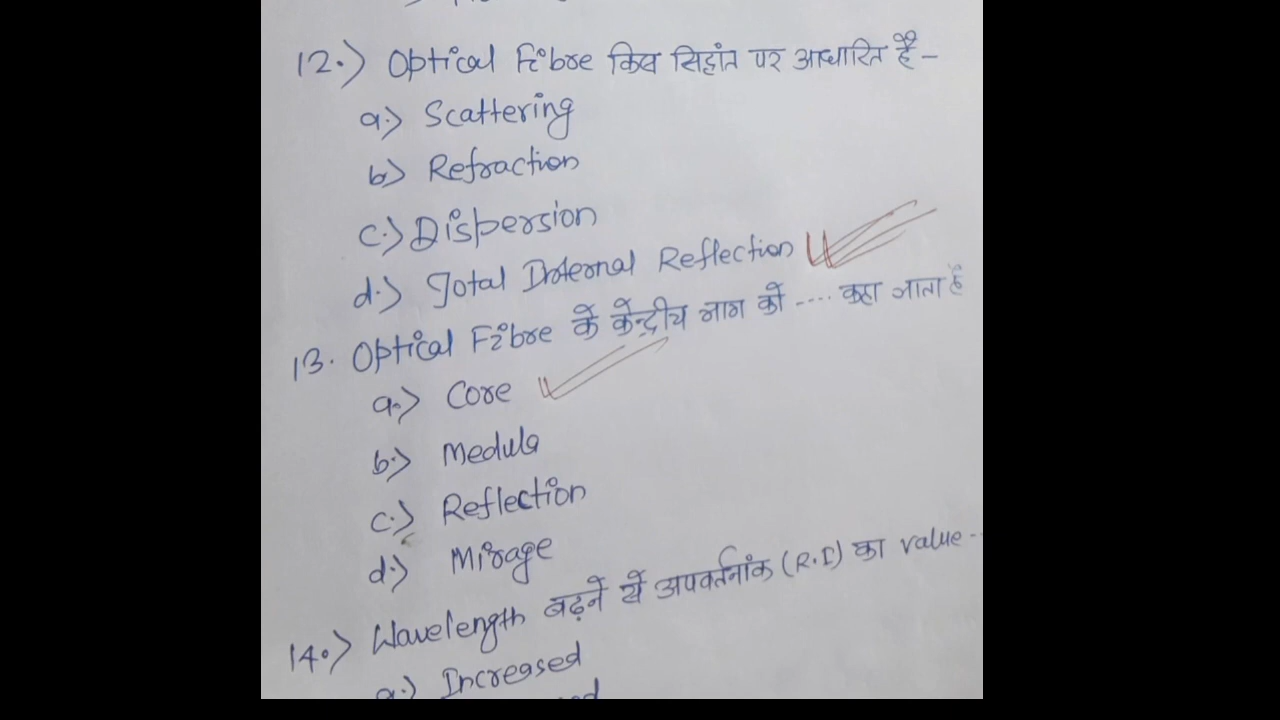 12.) Optical Fibre किस सिद्दांत पर आधारित है –
a.) Scattering
b) Refraction
c.) Dispersion
d.) Total Internal Reflection
13. Optical Fibre के केन्द्रीय भाग को .... कहा जाता है
a.) Core
b.) Medula
c.) Reflection
d.) Mirage
14.) Wavelength बढ़ने से अपवर्तनांक (R.I) का value ..
a.) Increased